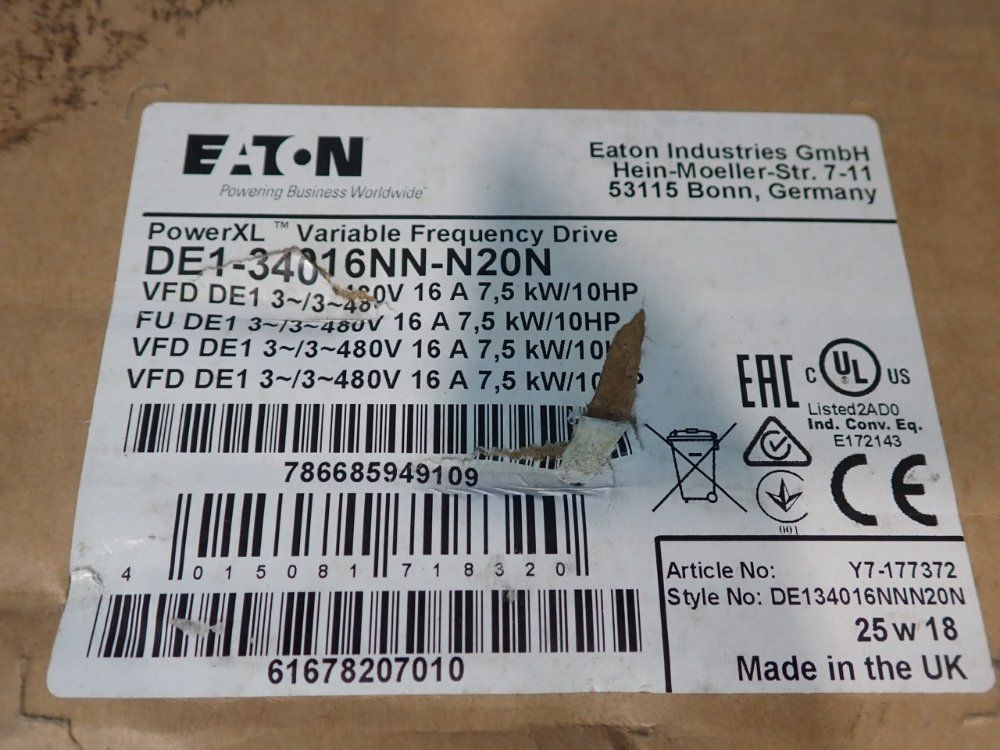 EATON
Powering Business Worldwide
Eaton Industries GmbH
Hein-Moeller-Str. 7-11
53115 Bonn, Germany
PowerXL ™ Variable Frequency Drive
DE1-34016NN-N20N
VFD DE1 3~/3~480V 16 A 7,5 kW/10HP
FU DE1 3~/3~480V 16 A 7,5 kW/10HP
VFD DE1 3~/3~480V 16 A 7,5 kW/10HP
VFD DE1 3~/3~480V 16 A 7,5 kW/10HP
786685949109
4 015081 718320
61678207010
EAC
C UL US
®
Listed2AD0
Ind. Conv. Eq.
E172143
001
CE
Article No: Y7-177372
Style No: DE134016NNN20N
25 w 18
Made in the UK